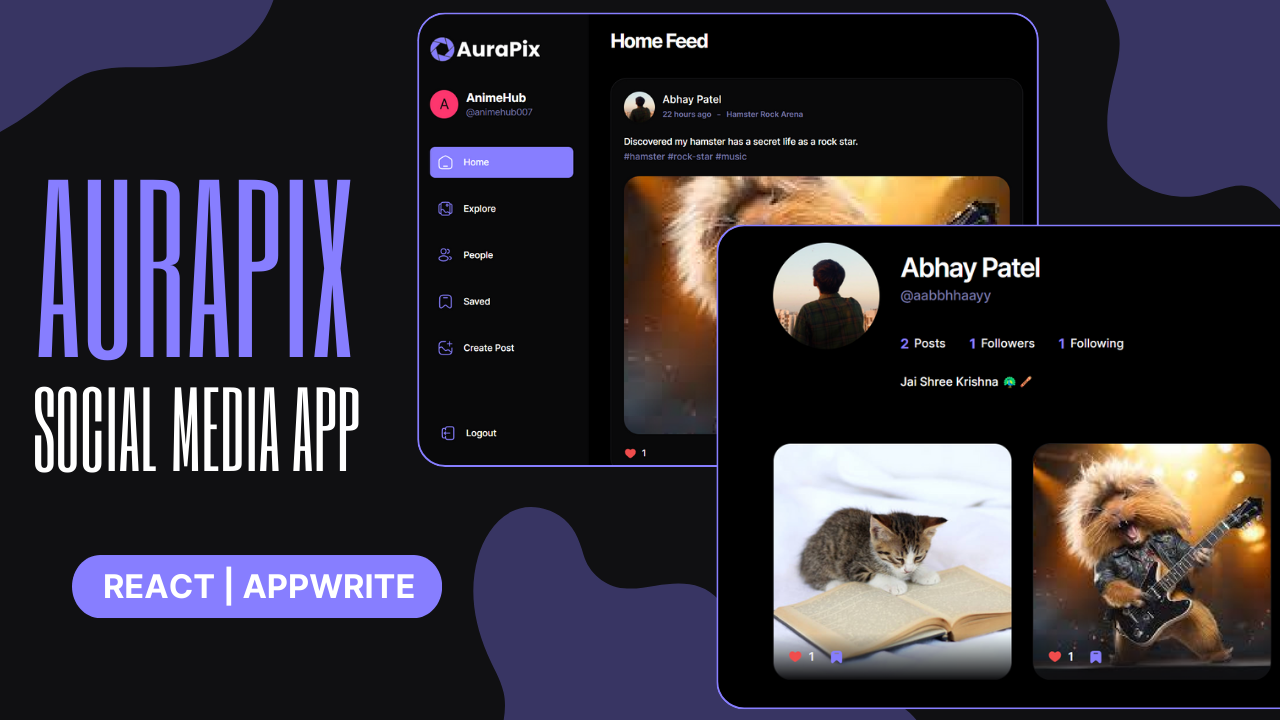 AURAPIX
SOCIAL MEDIA APP
REACT | APPWRITE
AuraPix
A
AnimeHub
@animehub007
Home
Explore
People
Saved
Create Post
Logout
Home Feed
Abhay Patel
22 hours ago - Hamster Rock Arena
Discovered my hamster has a secret life as a rock star.
#hamster #rock-star #music
1
Abhay Patel
@aabbhhaayy
2 Posts 1 Followers 1 Following
Jai Shree Krishna 🦚 🪈
1
1